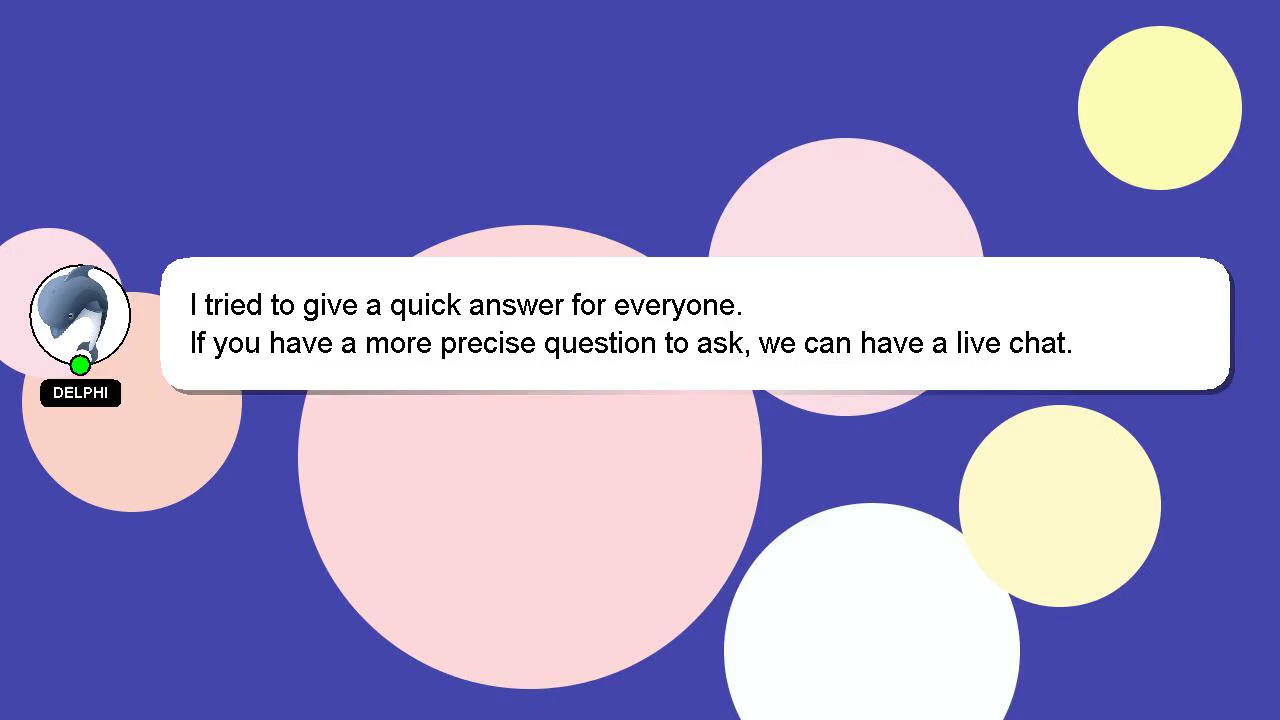 I tried to give a quick answer for everyone.
If you have a more precise question to ask, we can have a live chat.
DELPHI